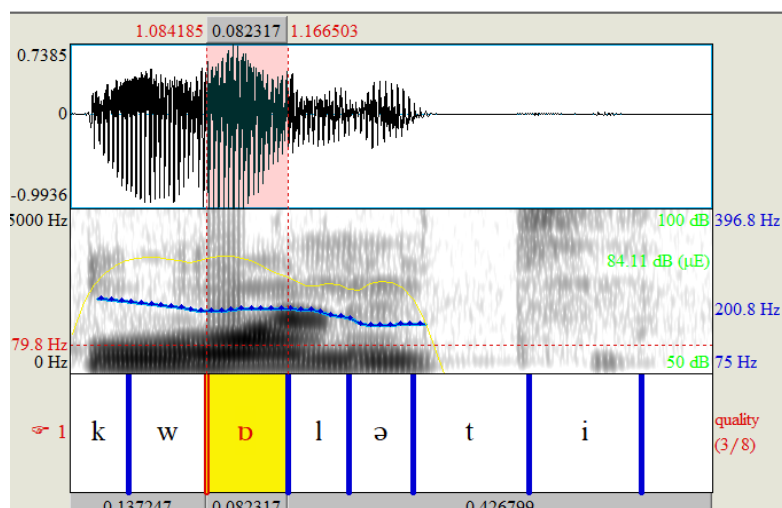 1.084185 0.082317 1.166503
0.7385
0
-0.9936
5000 Hz 100 dB 396.8 Hz
84.11 dB (µE)
200.8 Hz
79.8 Hz
0 Hz 50 dB 75 Hz
☞ 1 k w ɒ l ə t i quality
(3/8)
0.137247 0.082317 0.426799